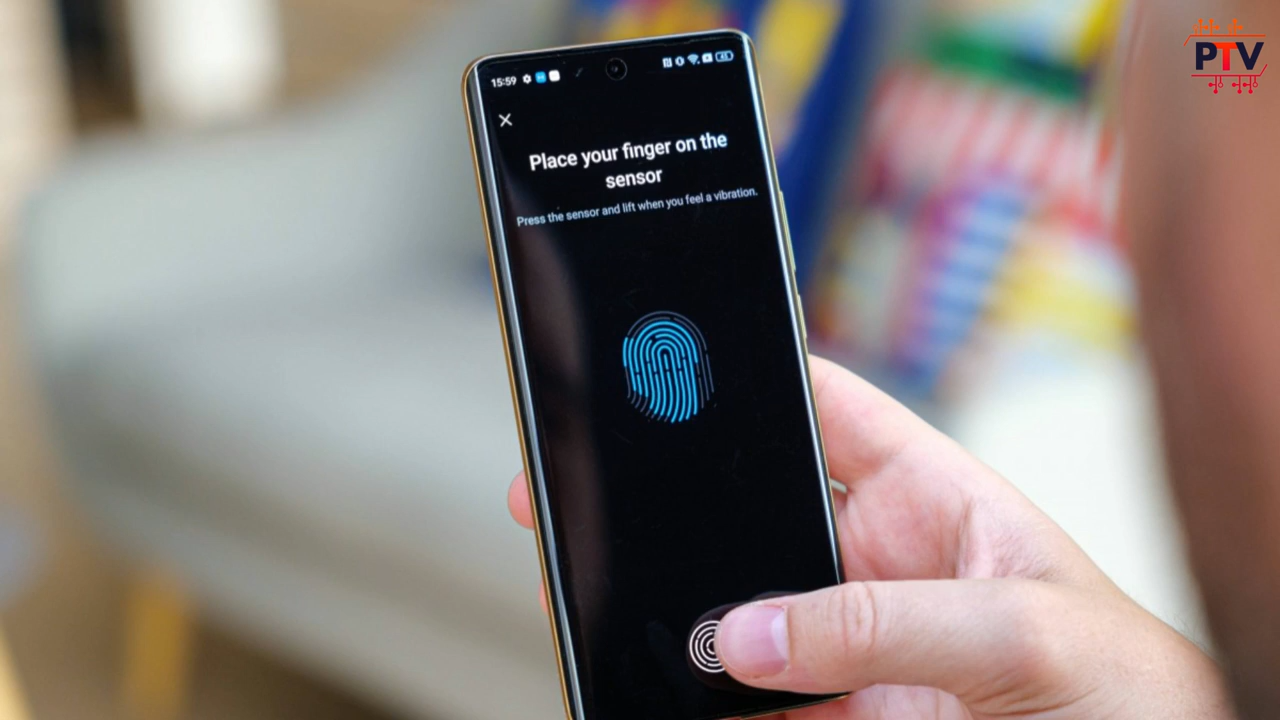 PTV
15:59
Place your finger on the
sensor
Press the sensor and lift when you feel a vibration.